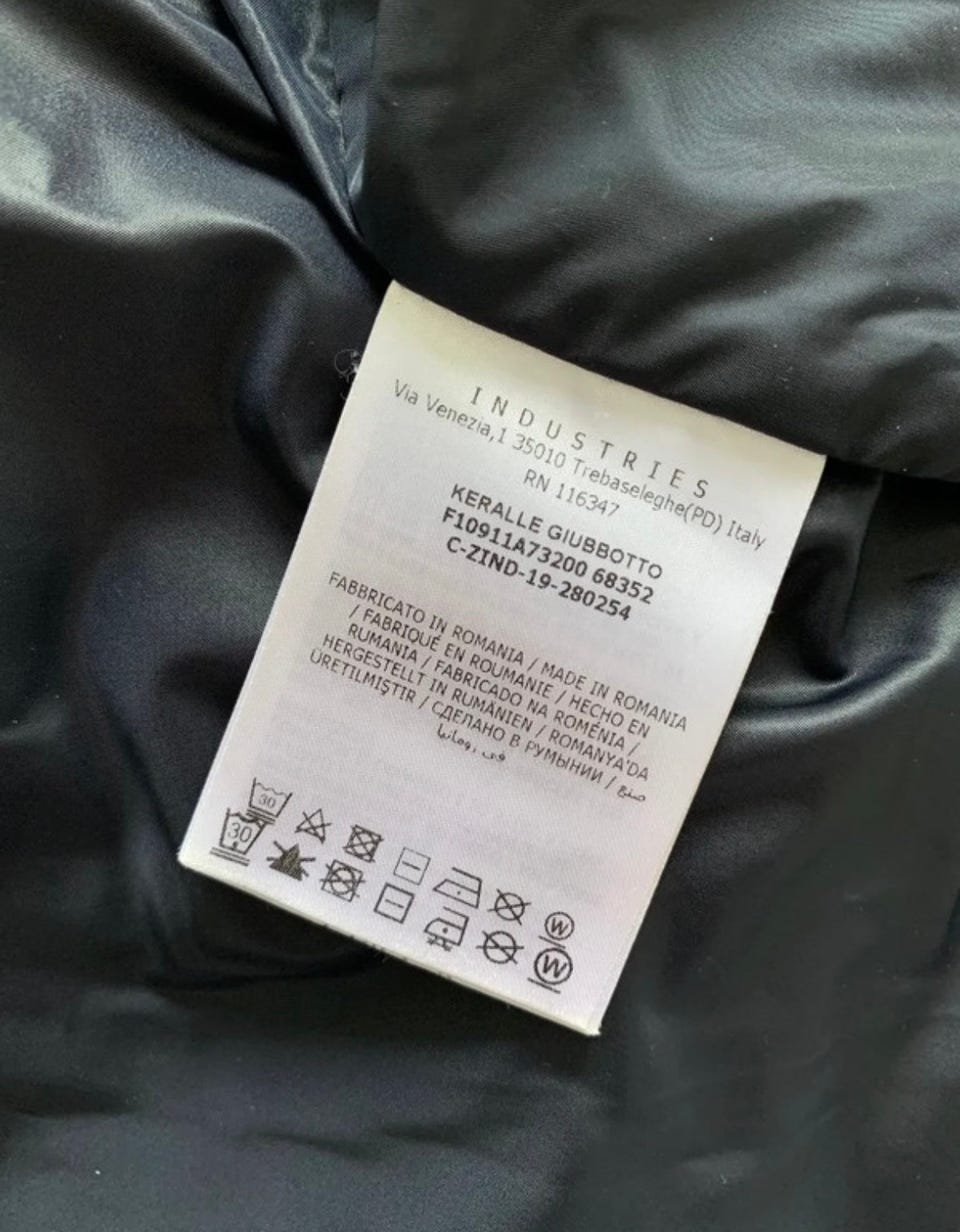 INDUSTRIES
Via Venezia,1 35010 Trebaseleghe(PD) Italy
RN 116347
KERALLE GIUBBOTTO
F10911A73200 68352
C-ZIND-19-280254
FABBRICATO IN ROMANIA / MADE IN ROMANIA
/ FABRIQUÉ EN ROUMANIE / HECHO EN
RUMANIA / FABRICADO NA ROMÉNIA /
HERGESTELLT IN RUMÄNIEN / ROMANYA'DA
ÜRETILMIŞTIR / СДЕЛАНО В РУМЫНИИ / صنع
في رومانيا
30
30
W
W